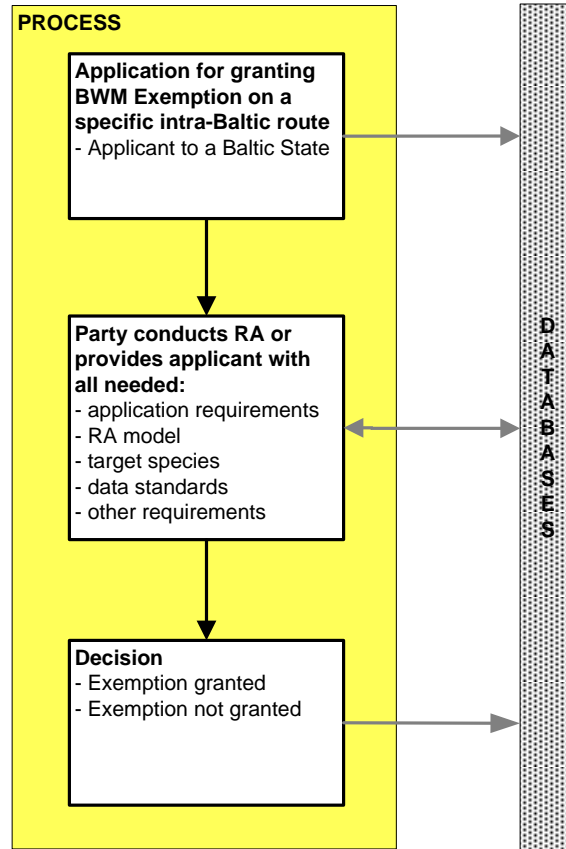 PROCESS
Application for granting
BWM Exemption on a
specific intra-Baltic route
- Applicant to a Baltic State
Party conducts RA or
provides applicant with
all needed:
- application requirements
- RA model
- target species
- data standards
- other requirements
Decision
- Exemption granted
- Exemption not granted
DATABASES